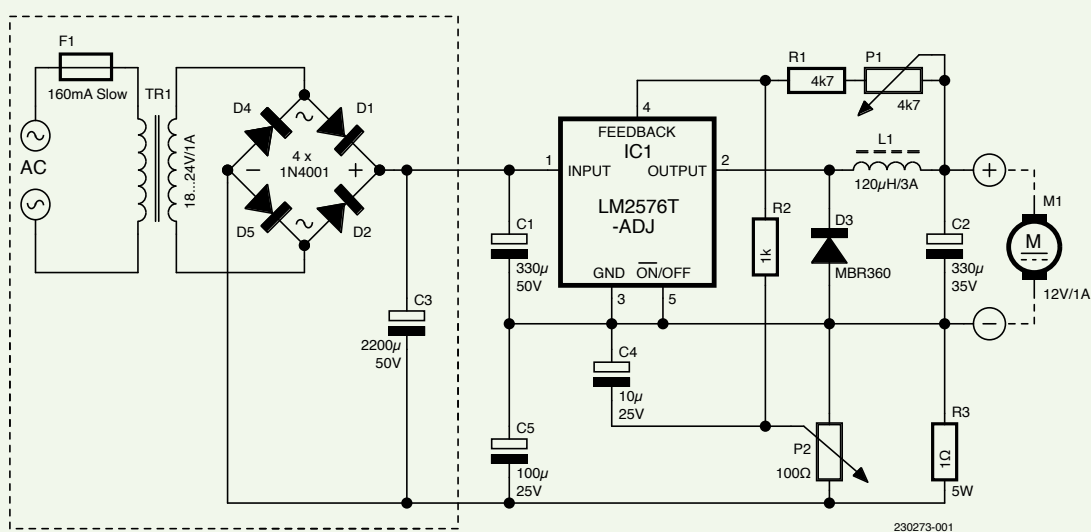 F1
160mA Slow
TR1
AC
18...24V/1A
D4
D1
4 x
1N4001
D5
D2
C3
2200µ
50V
1
4
FEEDBACK
IC1
INPUT
OUTPUT
2
LM2576T
-ADJ
GND
ON/OFF
3
5
C1
330µ
50V
C4
10µ
25V
C5
100µ
25V
R1
4k7
P1
4k7
L1
120µH/3A
R2
1k
D3
MBR360
C2
330µ
35V
M1
M
12V/1A
P2
100Ω
R3
1Ω
5W
230273-001